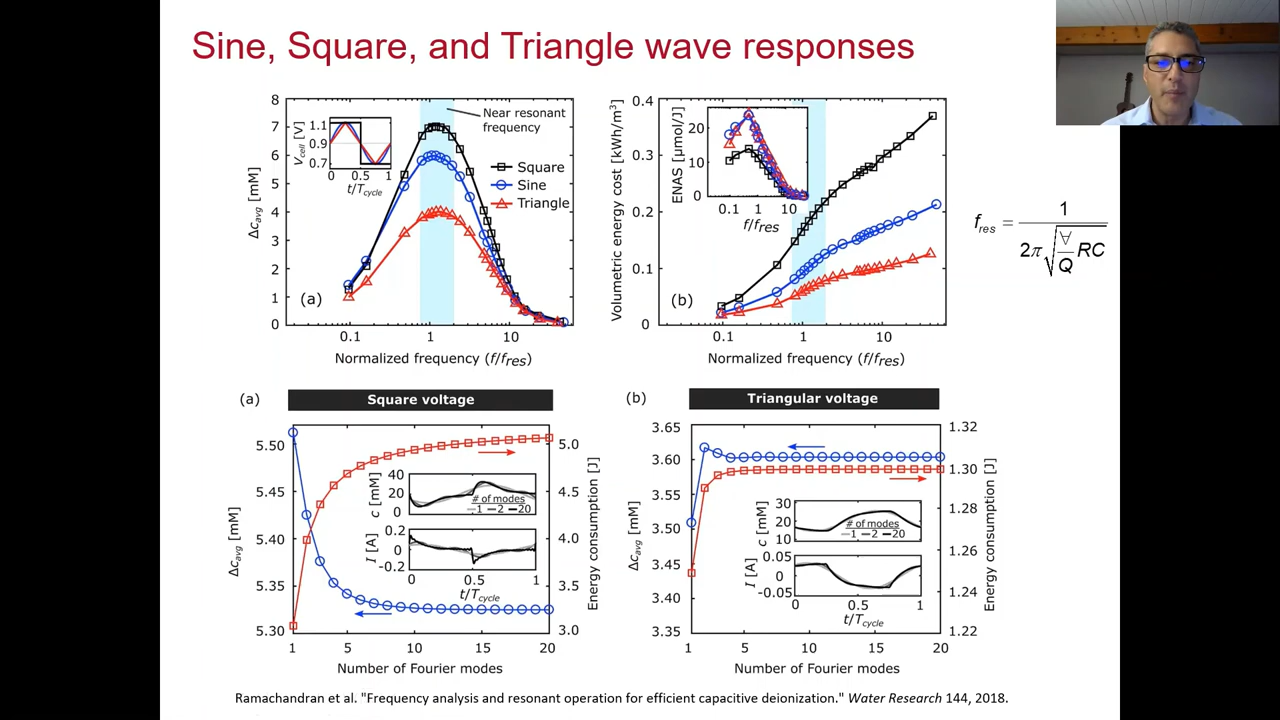 Sine, Square, and Triangle wave responses
8
7
6
5
4
3
2
1
0
Δc_avg [mM]
1.1
0.9
0.7
V_cell [V]
0 0.5 1
t/T_cycle
Near resonant
frequency
Square
Sine
Triangle
(a)
0.1 1 10
Normalized frequency (f/f_res)
0.4
0.3
0.2
0.1
0
Volumetric energy cost [kWh/m³]
20
10
0
ENAS [μmol/J]
0.1 1 10
f/f_res
(b)
0.1 1 10
Normalized frequency (f/f_res)
f_res = 1 / (2π√(∀/Q RC))
(a)
Square voltage
5.50
5.45
5.40
5.35
5.30
Δc_avg [mM]
5.0
4.5
4.0
3.5
3.0
Energy consumption [J]
40
20
0
c [mM]
# of modes
1 2 20
0.2
0
-0.2
I [A]
0 0.5 1
t/T_cycle
1 5 10 15 20
Number of Fourier modes
(b)
Triangular voltage
3.65
3.60
3.55
3.50
3.45
3.40
3.35
Δc_avg [mM]
1.32
1.30
1.28
1.26
1.24
1.22
Energy consumption [J]
30
20
10
c [mM]
# of modes
1 2 20
0.05
0
-0.05
I [A]
0 0.5 1
t/T_cycle
1 5 10 15 20
Number of Fourier modes
Ramachandran et al. "Frequency analysis and resonant operation for efficient capacitive deionization." Water Research 144, 2018.